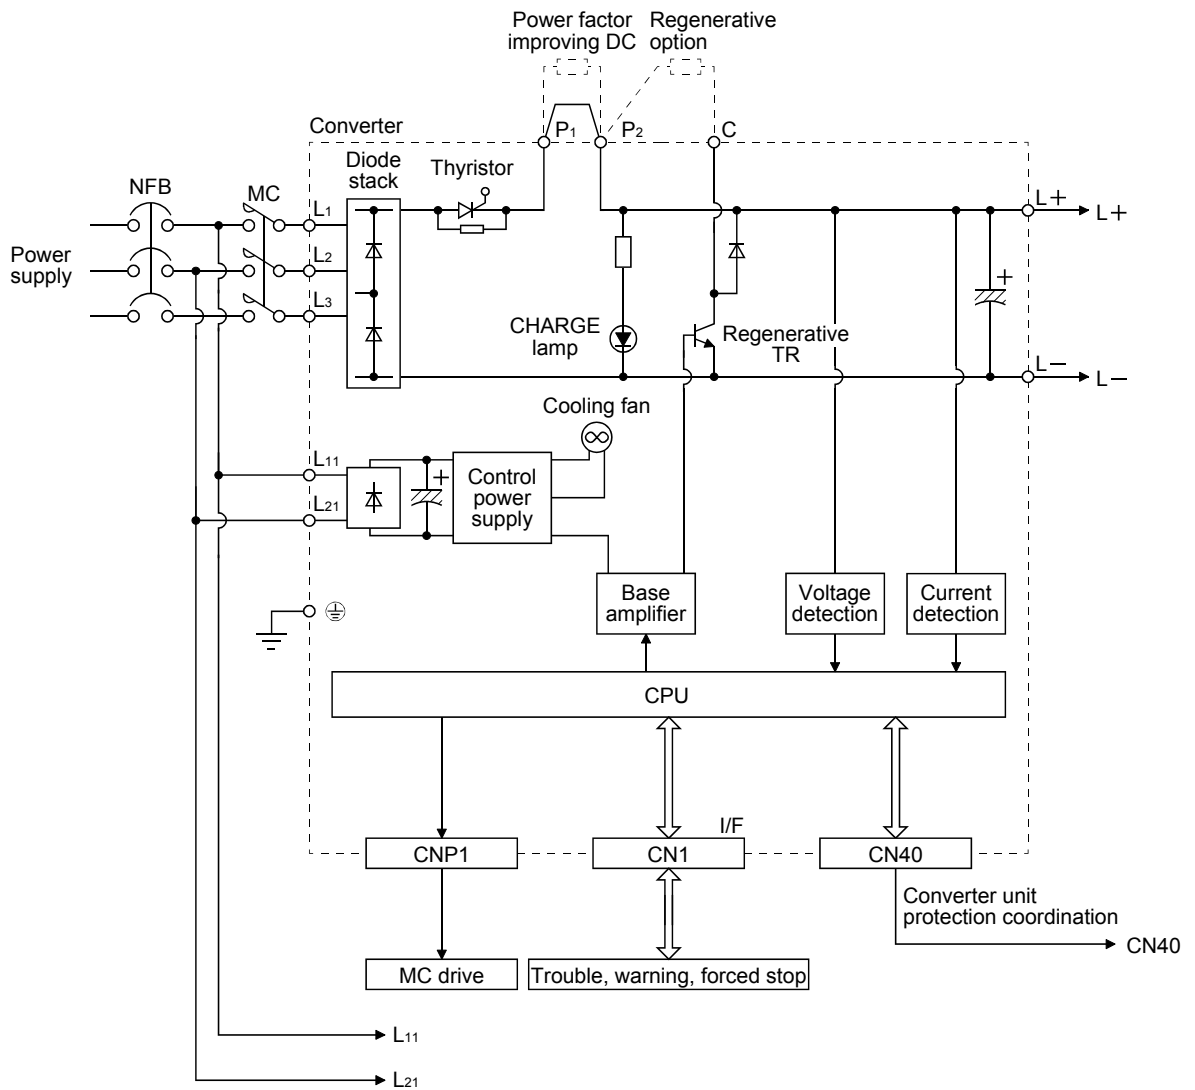 Power factor
improving DC
Regenerative
option
P1
P2
C
Converter
Diode
stack
Thyristor
NFB
MC
L1
L+
L+
Power
supply
L2
L3
+
CHARGE
lamp
Regenerative
TR
L−
L−
Cooling fan
L11
+
Control
power
supply
L21
Base
amplifier
Voltage
detection
Current
detection
CPU
I/F
CNP1
CN1
CN40
Converter unit
protection coordination
CN40
MC drive
Trouble, warning, forced stop
L11
L21